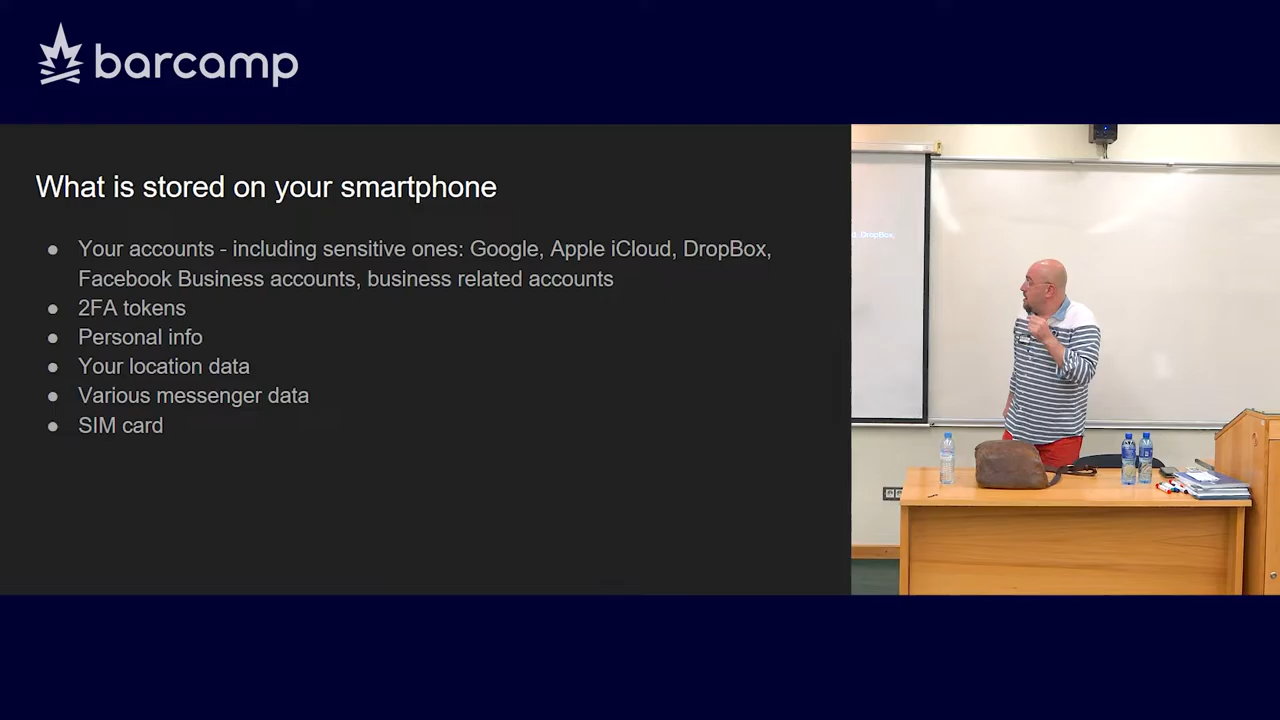 barcamp
What is stored on your smartphone
● Your accounts - including sensitive ones: Google, Apple iCloud, DropBox,
Facebook Business accounts, business related accounts
● 2FA tokens
● Personal info
● Your location data
● Various messenger data
● SIM card
DropBox,